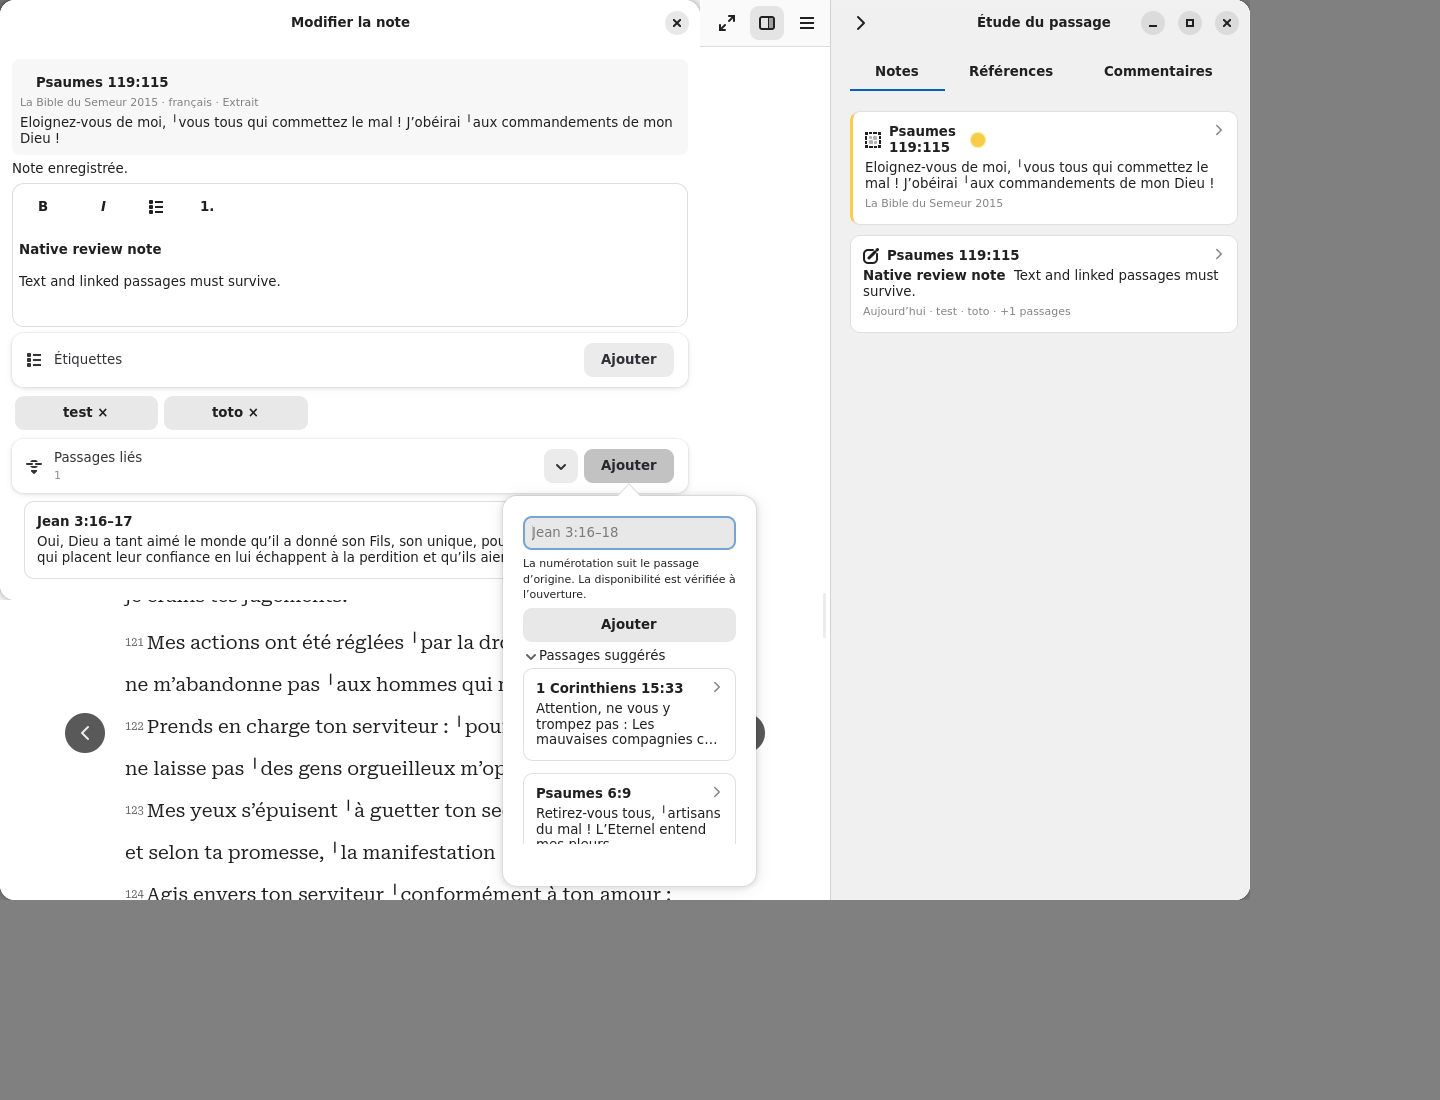 Modifier la note
Psaumes 119:115
La Bible du Semeur 2015 · français · Extrait
Eloignez-vous de moi, ╵vous tous qui commettez le mal ! J’obéirai ╵aux commandements de mon
Dieu !
Note enregistrée.
B I 1.
Native review note
Text and linked passages must survive.
Étiquettes
Ajouter
test ×
toto ×
Passages liés
1
Ajouter
Jean 3:16–17
Oui, Dieu a tant aimé le monde qu’il a donné son Fils, son unique,
qui placent leur confiance en lui échappent à la perdition et qu’ils
Jean 3:16–18
La numérotation suit le passage
d’origine. La disponibilité est vérifiée à
l’ouverture.
Ajouter
Passages suggérés
1 Corinthiens 15:33
Attention, ne vous y
trompez pas : Les
mauvaises compagnies c…
Psaumes 6:9
Retirez-vous tous, ╵artisans
du mal ! L’Eternel entend
mes pleurs
je crains tes jugements.
121 Mes actions ont été réglées ╵par la
ne m’abandonne pas ╵aux hommes qui
122 Prends en charge ton serviteur :
ne laisse pas ╵des gens orgueilleux
123 Mes yeux s’épuisent ╵à guetter ton
et selon ta promesse, ╵la manifestation
124 Agis envers ton serviteur ╵conformément à ton amour :
Étude du passage
Notes
Références
Commentaires
Psaumes
119:115
Eloignez-vous de moi, ╵vous tous qui commettez le
mal ! J’obéirai ╵aux commandements de mon Dieu !
La Bible du Semeur 2015
Psaumes 119:115
Native review note Text and linked passages must
survive.
Aujourd’hui · test · toto · +1 passages